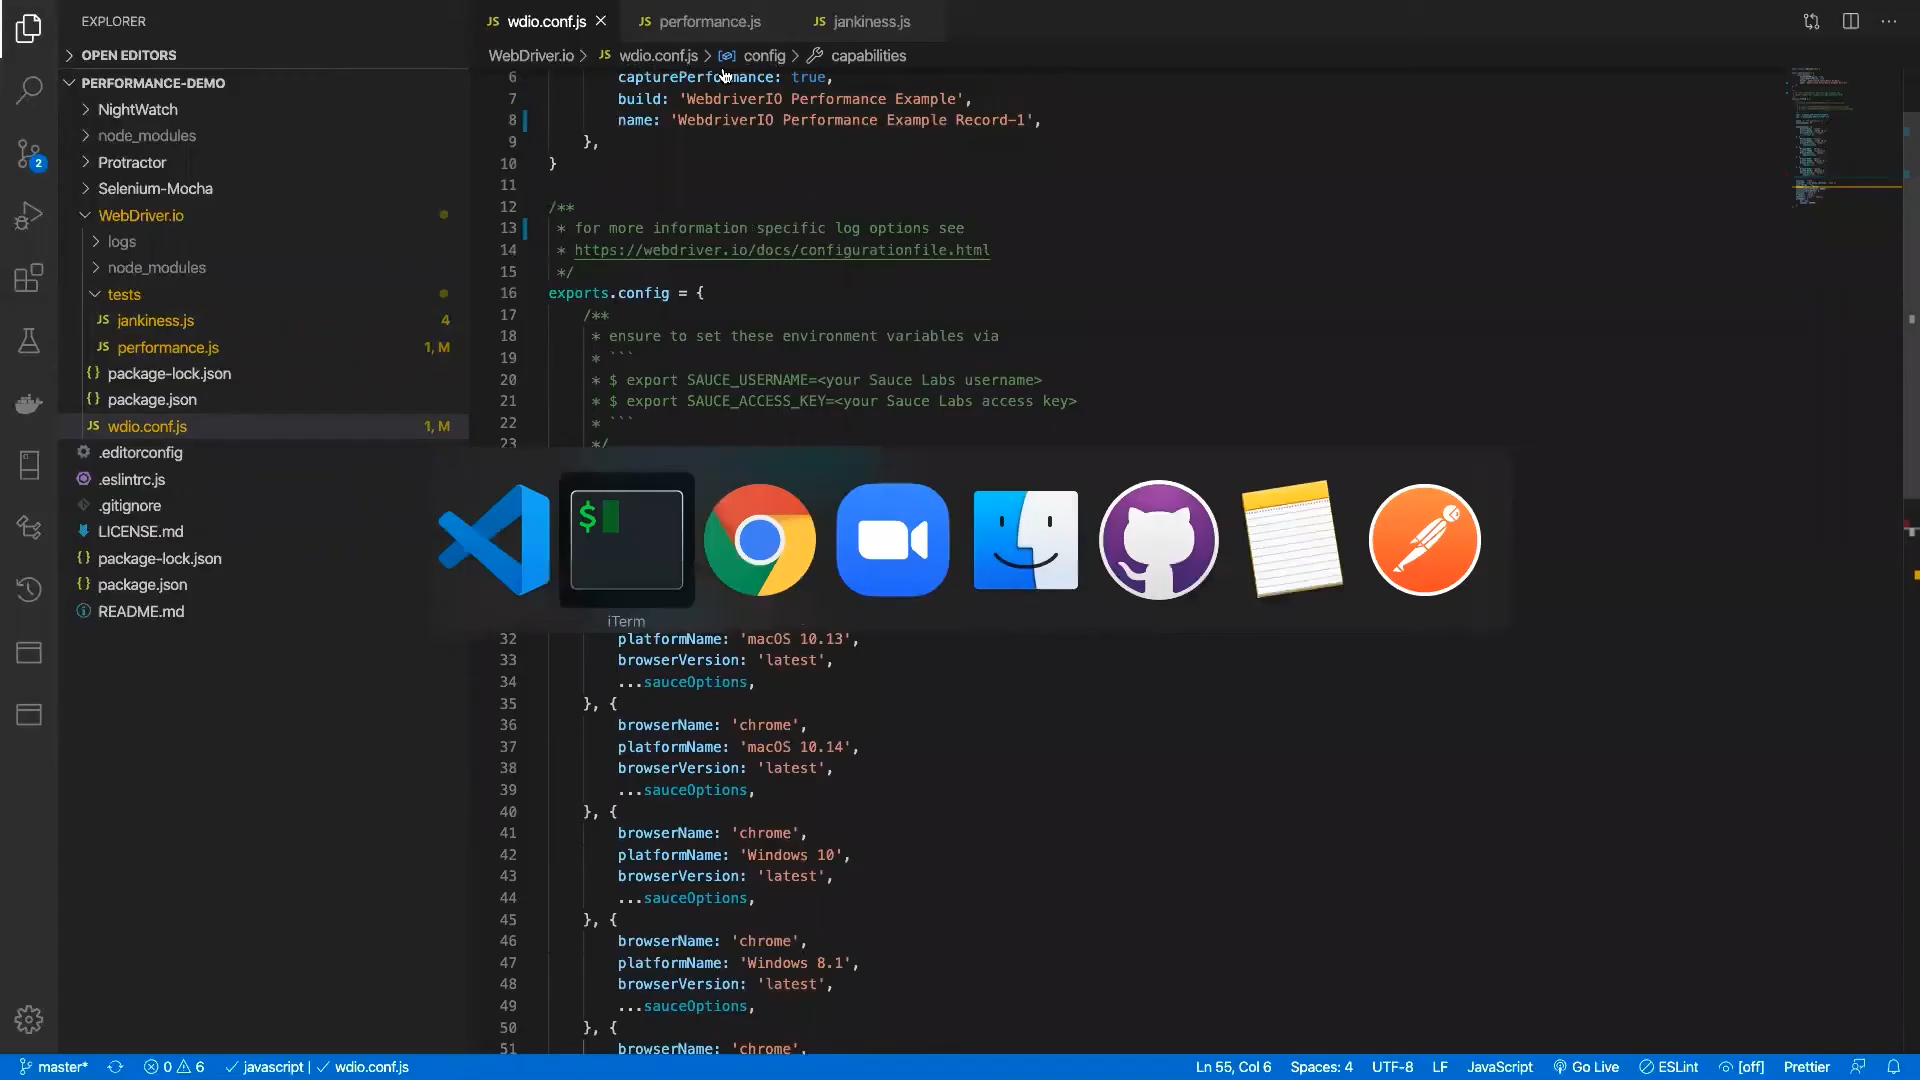 EXPLORER
OPEN EDITORS
PERFORMANCE-DEMO
NightWatch
node_modules
Protractor
Selenium-Mocha
WebDriver.io
logs
node_modules
tests
JS jankiness.js 4
JS performance.js 1, M
{} package-lock.json
{} package.json
JS wdio.conf.js 1, M
.editorconfig
.eslintrc.js
.gitignore
LICENSE.md
{} package-lock.json
{} package.json
README.md
2
JS wdio.conf.js
JS performance.js
JS jankiness.js
WebDriver.io > JS wdio.conf.js > config > capabilities
6 capturePerformance: true,
7 build: 'WebdriverIO Performance Example',
8 name: 'WebdriverIO Performance Example Record-1',
9 },
10 }
11
12 /**
13 * for more information specific log options see
14 * https://webdriver.io/docs/configurationfile.html
15 */
16 exports.config = {
17 /**
18 * ensure to set these environment variables via
19 * ```
20 * $ export SAUCE_USERNAME=<your Sauce Labs username>
21 * $ export SAUCE_ACCESS_KEY=<your Sauce Labs access key>
22 * ```
23 */
$
iTerm
32 platformName: 'macOS 10.13',
33 browserVersion: 'latest',
34 ...sauceOptions,
35 }, {
36 browserName: 'chrome',
37 platformName: 'macOS 10.14',
38 browserVersion: 'latest',
39 ...sauceOptions,
40 }, {
41 browserName: 'chrome',
42 platformName: 'Windows 10',
43 browserVersion: 'latest',
44 ...sauceOptions,
45 }, {
46 browserName: 'chrome',
47 platformName: 'Windows 8.1',
48 browserVersion: 'latest',
49 ...sauceOptions,
50 }, {
51 browserName: 'chrome',
master* 0 6 javascript | wdio.conf.js Ln 55, Col 6 Spaces: 4 UTF-8 LF JavaScript Go Live ESLint [off] Prettier